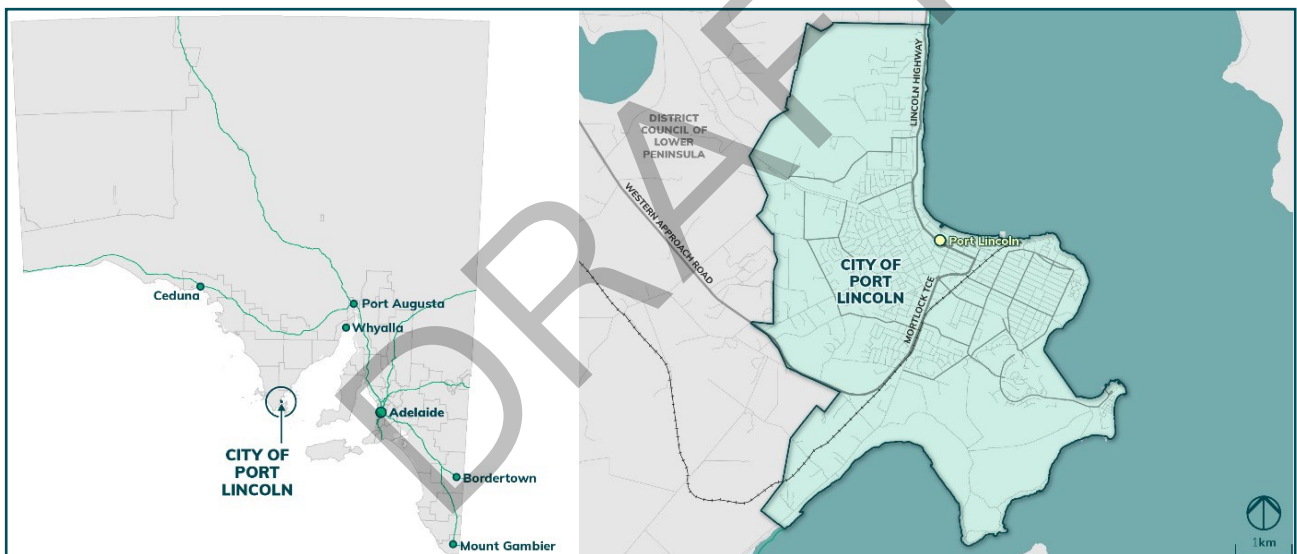 Ceduna
Port Augusta
Whyalla
Adelaide
CITY OF
PORT
LINCOLN
Bordertown
Mount Gambier
DISTRICT
COUNCIL OF
LOWER
PENINSULA
LINCOLN HIGHWAY
WESTERN APPROACH ROAD
Port Lincoln
CITY OF
PORT
LINCOLN
MORTLOCK TCE
1km
DRAFT